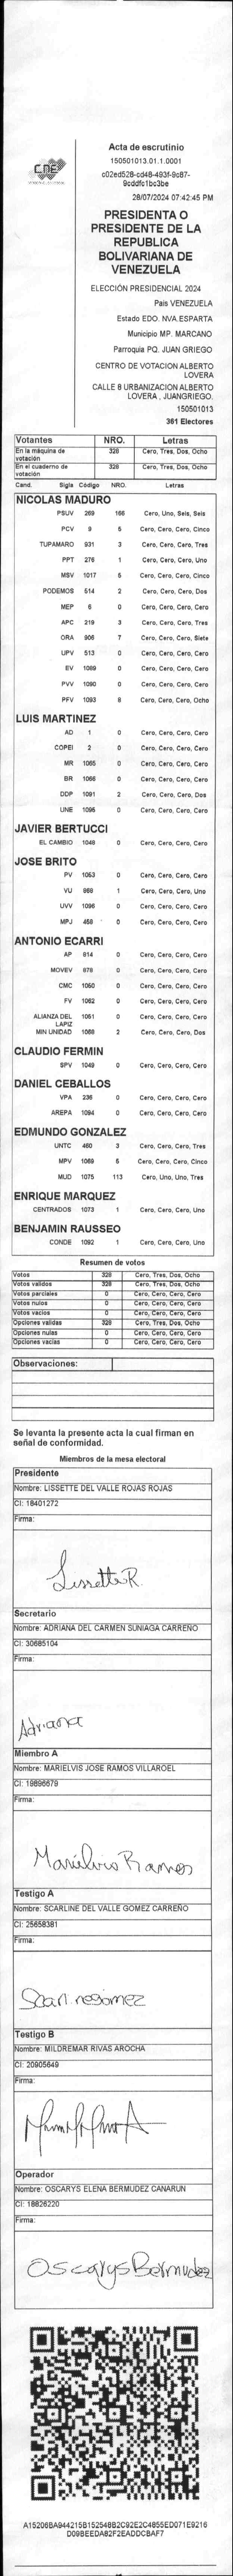 Acta de escrutinio
150501013.01.1.0001
c02ed528-cd48-493f-9c87-
9cddfc1bc3be
28/07/2024 07:42:45 PM
CNE
PRESIDENTA O
PRESIDENTE DE LA
REPUBLICA
BOLIVARIANA DE
VENEZUELA
ELECCIÓN PRESIDENCIAL 2024
Pais VENEZUELA
Estado EDO. NVA.ESPARTA
Municipio MP. MARCANO
Parroquia PQ. JUAN GRIEGO
CENTRO DE VOTACION ALBERTO
LOVERA
CALLE 8 URBANIZACION ALBERTO
LOVERA , JUANGRIEGO.
150501013
361 Electores
Votantes NRO. Letras
En la máquina de votación 328 Cero, Tres, Dos, Ocho
En el cuaderno de votación 328 Cero, Tres, Dos, Ocho
Cand. Sigla Código NRO. Letras
NICOLAS MADURO
PSUV 269 166 Cero, Uno, Seis, Seis
PCV 9 5 Cero, Cero, Cero, Cinco
TUPAMARO 931 3 Cero, Cero, Cero, Tres
PPT 276 1 Cero, Cero, Cero, Uno
MSV 1017 5 Cero, Cero, Cero, Cinco
PODEMOS 514 2 Cero, Cero, Cero, Dos
MEP 6 0 Cero, Cero, Cero, Cero
APC 219 3 Cero, Cero, Cero, Tres
ORA 906 7 Cero, Cero, Cero, Siete
UPV 513 0 Cero, Cero, Cero, Cero
EV 1089 0 Cero, Cero, Cero, Cero
PVV 1090 0 Cero, Cero, Cero, Cero
PFV 1093 8 Cero, Cero, Cero, Ocho
LUIS MARTINEZ
AD 1 0 Cero, Cero, Cero, Cero
COPEI 2 0 Cero, Cero, Cero, Cero
MR 1065 0 Cero, Cero, Cero, Cero
BR 1066 0 Cero, Cero, Cero, Cero
DDP 1091 2 Cero, Cero, Cero, Dos
UNE 1095 0 Cero, Cero, Cero, Cero
JAVIER BERTUCCI
EL CAMBIO 1048 0 Cero, Cero, Cero, Cero
JOSE BRITO
PV 1053 0 Cero, Cero, Cero, Cero
VU 968 1 Cero, Cero, Cero, Uno
UVV 1096 0 Cero, Cero, Cero, Cero
MPJ 459 0 Cero, Cero, Cero, Cero
ANTONIO ECARRI
AP 814 0 Cero, Cero, Cero, Cero
MOVEV 878 0 Cero, Cero, Cero, Cero
CMC 1050 0 Cero, Cero, Cero, Cero
FV 1062 0 Cero, Cero, Cero, Cero
ALIANZA DEL LAPIZ 1051 0 Cero, Cero, Cero, Cero
MIN UNIDAD 1068 2 Cero, Cero, Cero, Dos
CLAUDIO FERMIN
SPV 1049 0 Cero, Cero, Cero, Cero
DANIEL CEBALLOS
VPA 236 0 Cero, Cero, Cero, Cero
AREPA 1094 0 Cero, Cero, Cero, Cero
EDMUNDO GONZALEZ
UNTC 460 3 Cero, Cero, Cero, Tres
MPV 1069 5 Cero, Cero, Cero, Cinco
MUD 1075 113 Cero, Uno, Uno, Tres
ENRIQUE MARQUEZ
CENTRADOS 1073 1 Cero, Cero, Cero, Uno
BENJAMIN RAUSSEO
CONDE 1092 1 Cero, Cero, Cero, Uno
Resumen de votos
Votos 328 Cero, Tres, Dos, Ocho
Votos validos 328 Cero, Tres, Dos, Ocho
Votos parciales 0 Cero, Cero, Cero, Cero
Votos nulos 0 Cero, Cero, Cero, Cero
Votos vacios 0 Cero, Cero, Cero, Cero
Opciones validas 328 Cero, Tres, Dos, Ocho
Opciones nulas 0 Cero, Cero, Cero, Cero
Opciones vacias 0 Cero, Cero, Cero, Cero
Observaciones:
Se levanta la presente acta la cual firman en
señal de conformidad.
Miembros de la mesa electoral
Presidente
Nombre: LISSETTE DEL VALLE ROJAS ROJAS
CI: 18401272
Firma:
Lissette R.
Secretario
Nombre: ADRIANA DEL CARMEN SUNIAGA CARREÑO
CI: 30685104
Firma:
Adriana
Miembro A
Nombre: MARIELVIS JOSE RAMOS VILLAROEL
CI: 19896679
Firma:
Marielvis Ramos
Testigo A
Nombre: SCARLINE DEL VALLE GOMEZ CARREÑO
CI: 25658381
Firma:
Testigo B
Nombre: MILDREMAR RIVAS AROCHA
CI: 20905649
Firma:
Operador
Nombre: OSCARYS ELENA BERMUDEZ CANARUN
CI: 18826220
Firma:
Oscarys Bermudez
A15206BA944215B152548B2C92E2C4855ED071E9216
D09BEEDA82F2EADDCBAF7